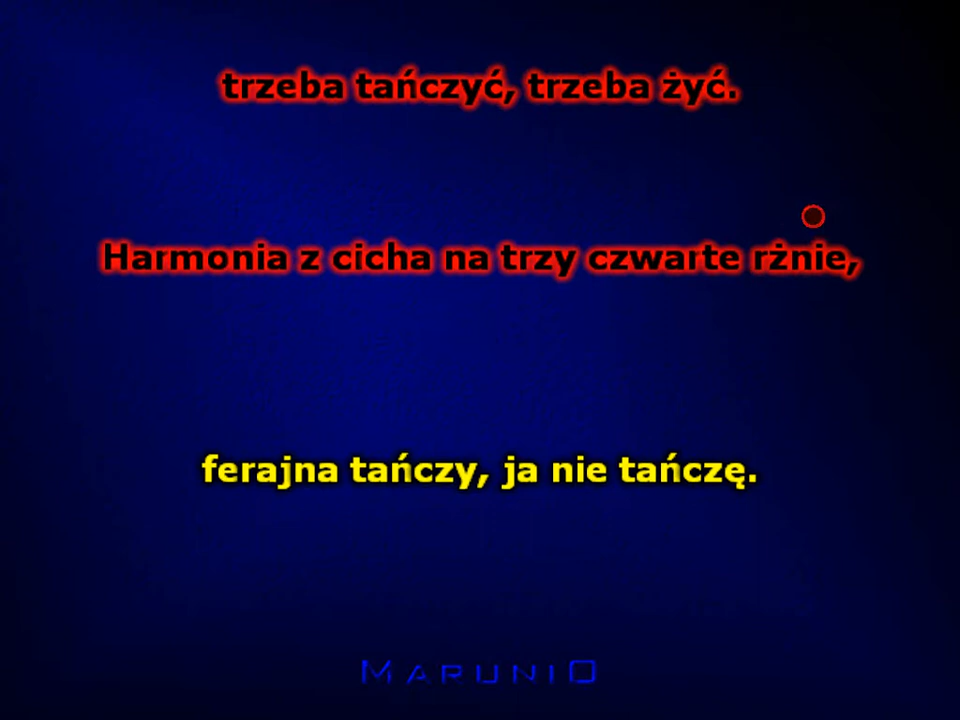 trzeba tańczyć, trzeba żyć.
Harmonia z cicha na trzy czwarte rżnie,
ferajna tańczy, ja nie tańczę.
MARUNIO